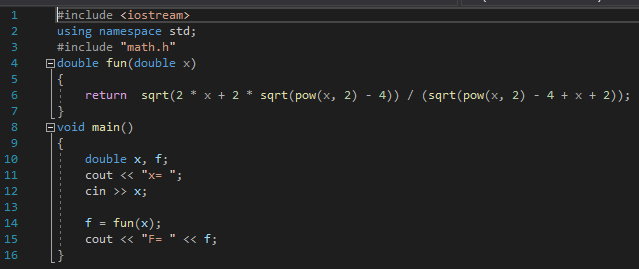 1 #include <iostream>
2 using namespace std;
3 #include "math.h"
4 double fun(double x)
5 {
6 return  sqrt(2 * x + 2 * sqrt(pow(x, 2) - 4)) / (sqrt(pow(x, 2) - 4 + x + 2));
7 }
8 void main()
9 {
10 double x, f;
11 cout << "x= ";
12 cin >> x;
13
14 f = fun(x);
15 cout << "F= " << f;
16 }